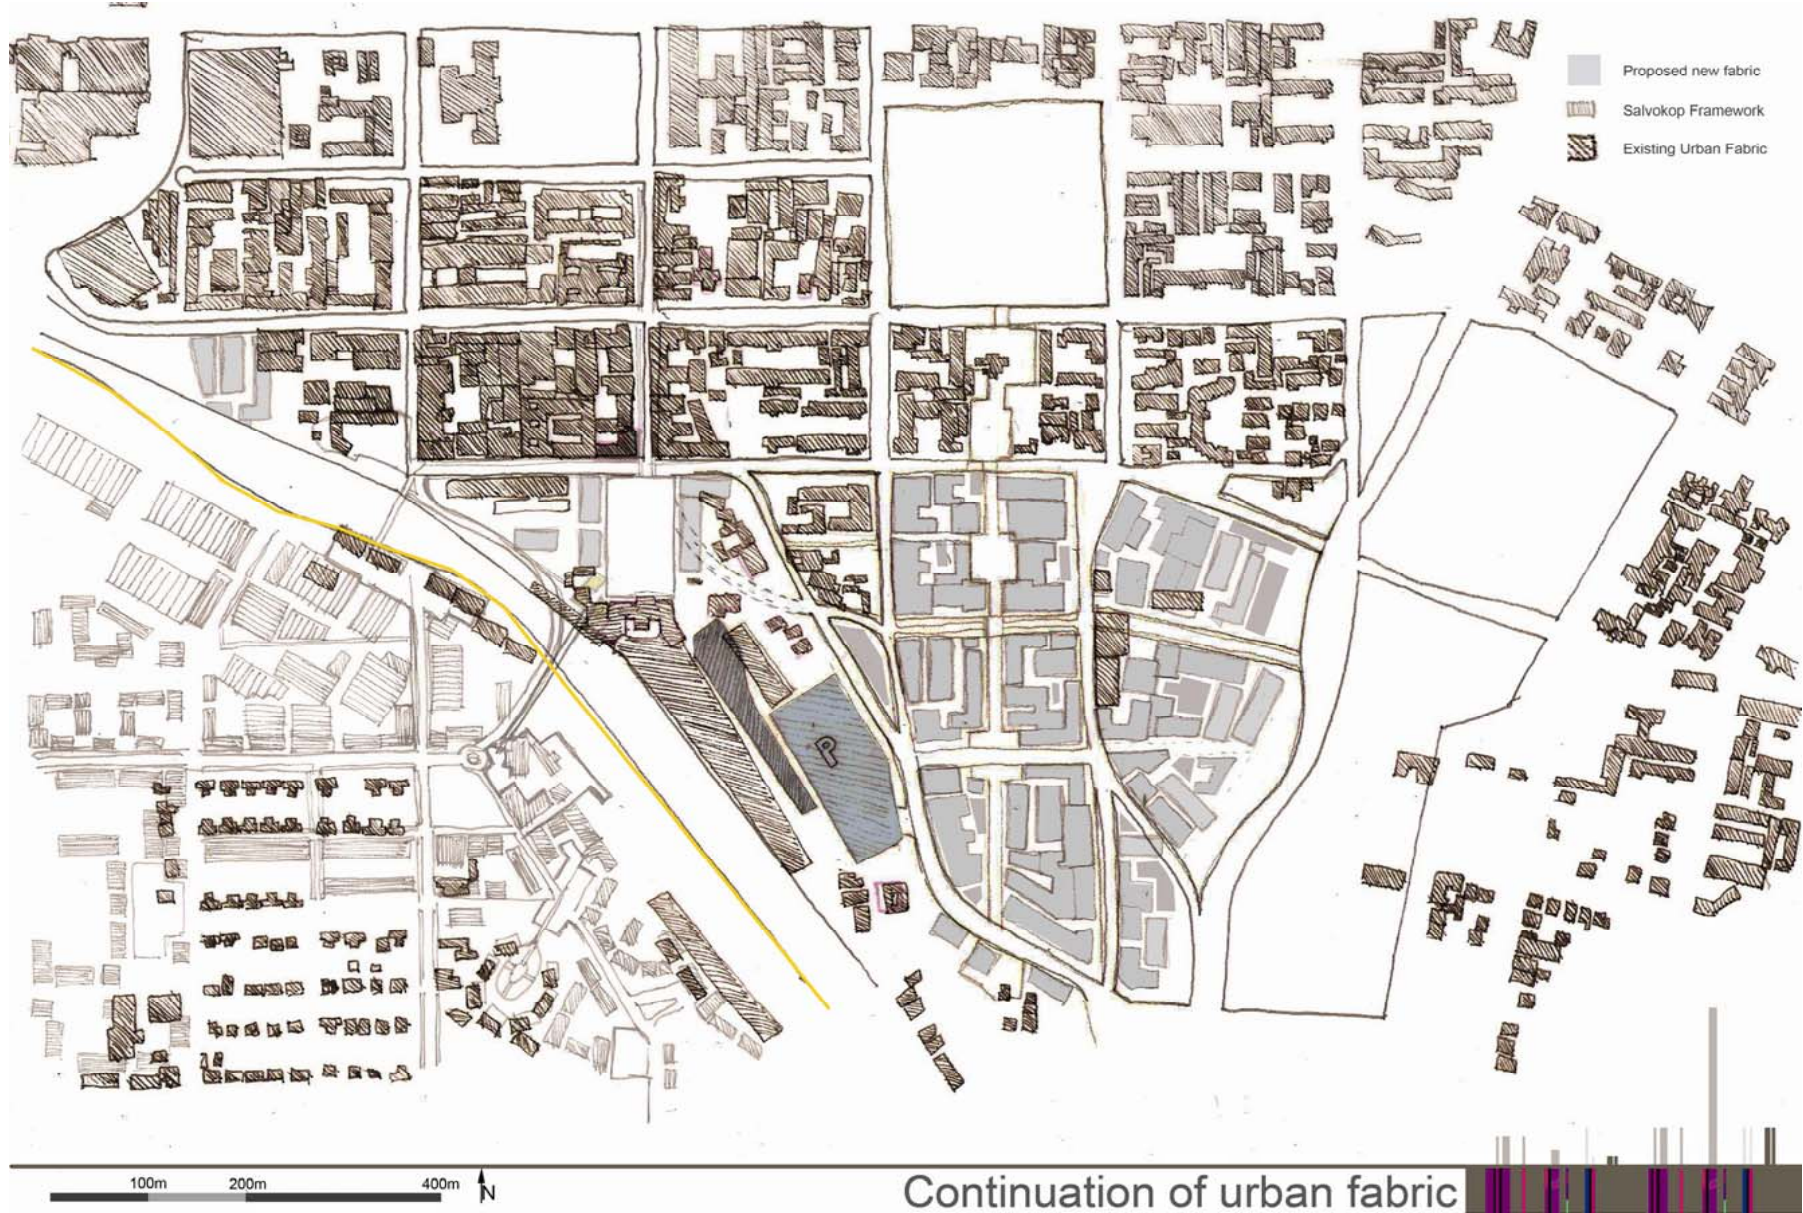 Proposed new fabric
Salvokop Framework
Existing Urban Fabric
P
100m 200m 400m N
Continuation of urban fabric